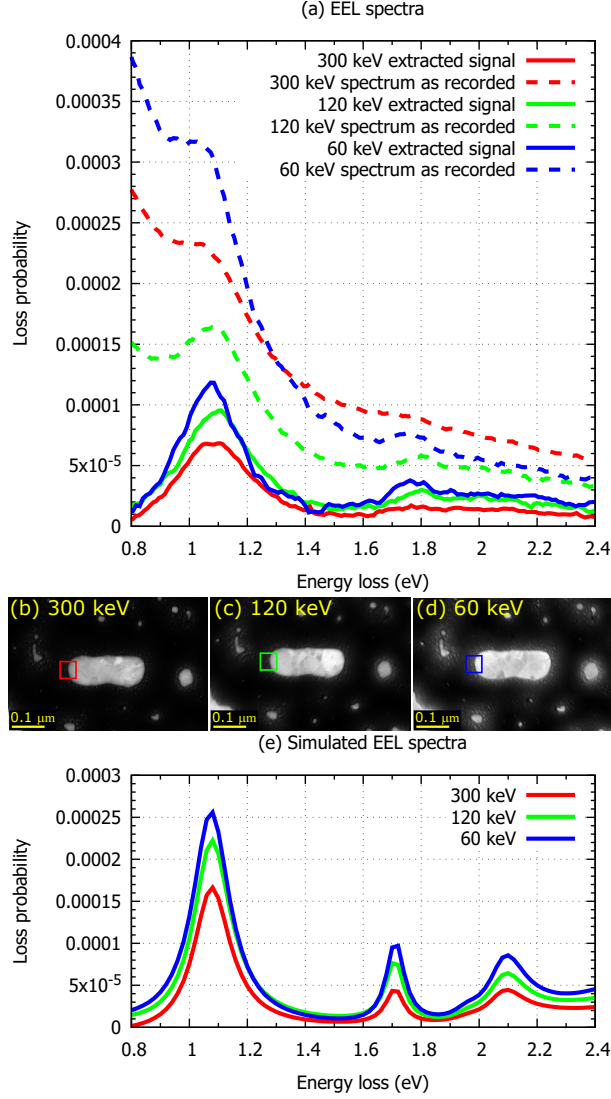 (a) EEL spectra
0.0004
0.00035
0.0003
0.00025
0.0002
0.00015
0.0001
5x10⁻⁵
0
Loss probability
300 keV extracted signal
300 keV spectrum as recorded
120 keV extracted signal
120 keV spectrum as recorded
60 keV extracted signal
60 keV spectrum as recorded
0.8 1 1.2 1.4 1.6 1.8 2 2.2 2.4
Energy loss (eV)
(b) 300 keV
(c) 120 keV
(d) 60 keV
0.1 μm
0.1 μm
0.1 μm
(e) Simulated EEL spectra
0.0003
0.00025
0.0002
0.00015
0.0001
5x10⁻⁵
0
Loss probability
300 keV
120 keV
60 keV
0.8 1 1.2 1.4 1.6 1.8 2 2.2 2.4
Energy loss (eV)